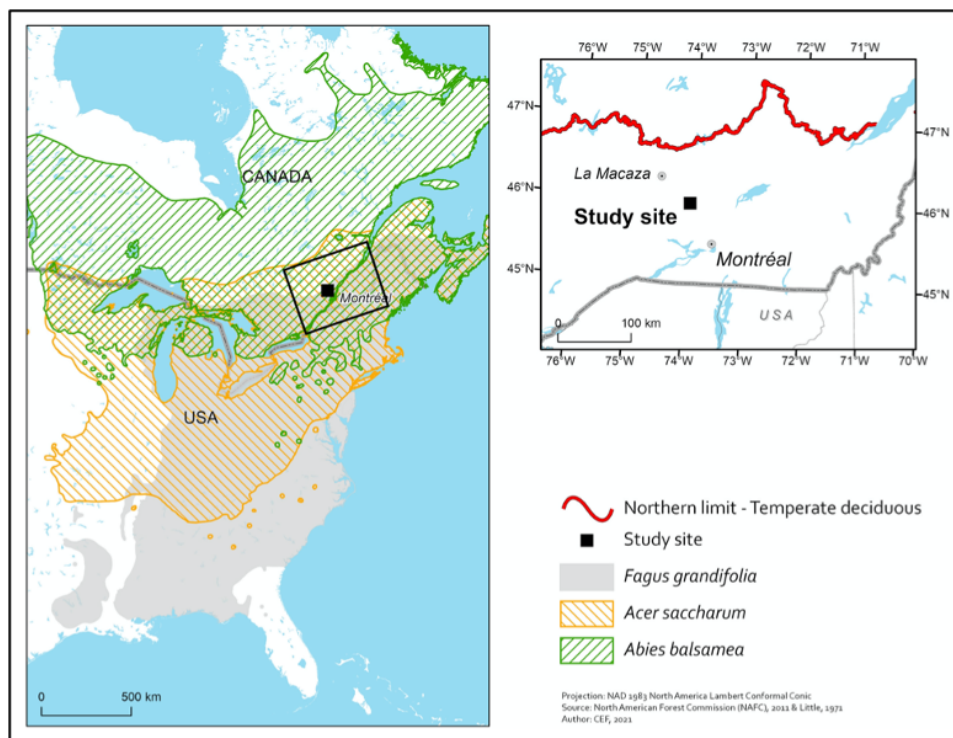 CANADA
Montréal
USA
0 500 km
76°W 75°W 74°W 73°W 72°W 71°W
47°N 47°N
La Macaza
46°N 46°N
Study site
Montréal
45°N 45°N
USA
0 100 km
76°W 75°W 74°W 73°W 72°W 71°W 70°W
Northern limit - Temperate deciduous
Study site
Fagus grandifolia
Acer saccharum
Abies balsamea
Projection: NAD 1983 North America Lambert Conformal Conic
Source: North American Forest Commission (NAFC), 2011 & Little, 1971
Author: CEF, 2021